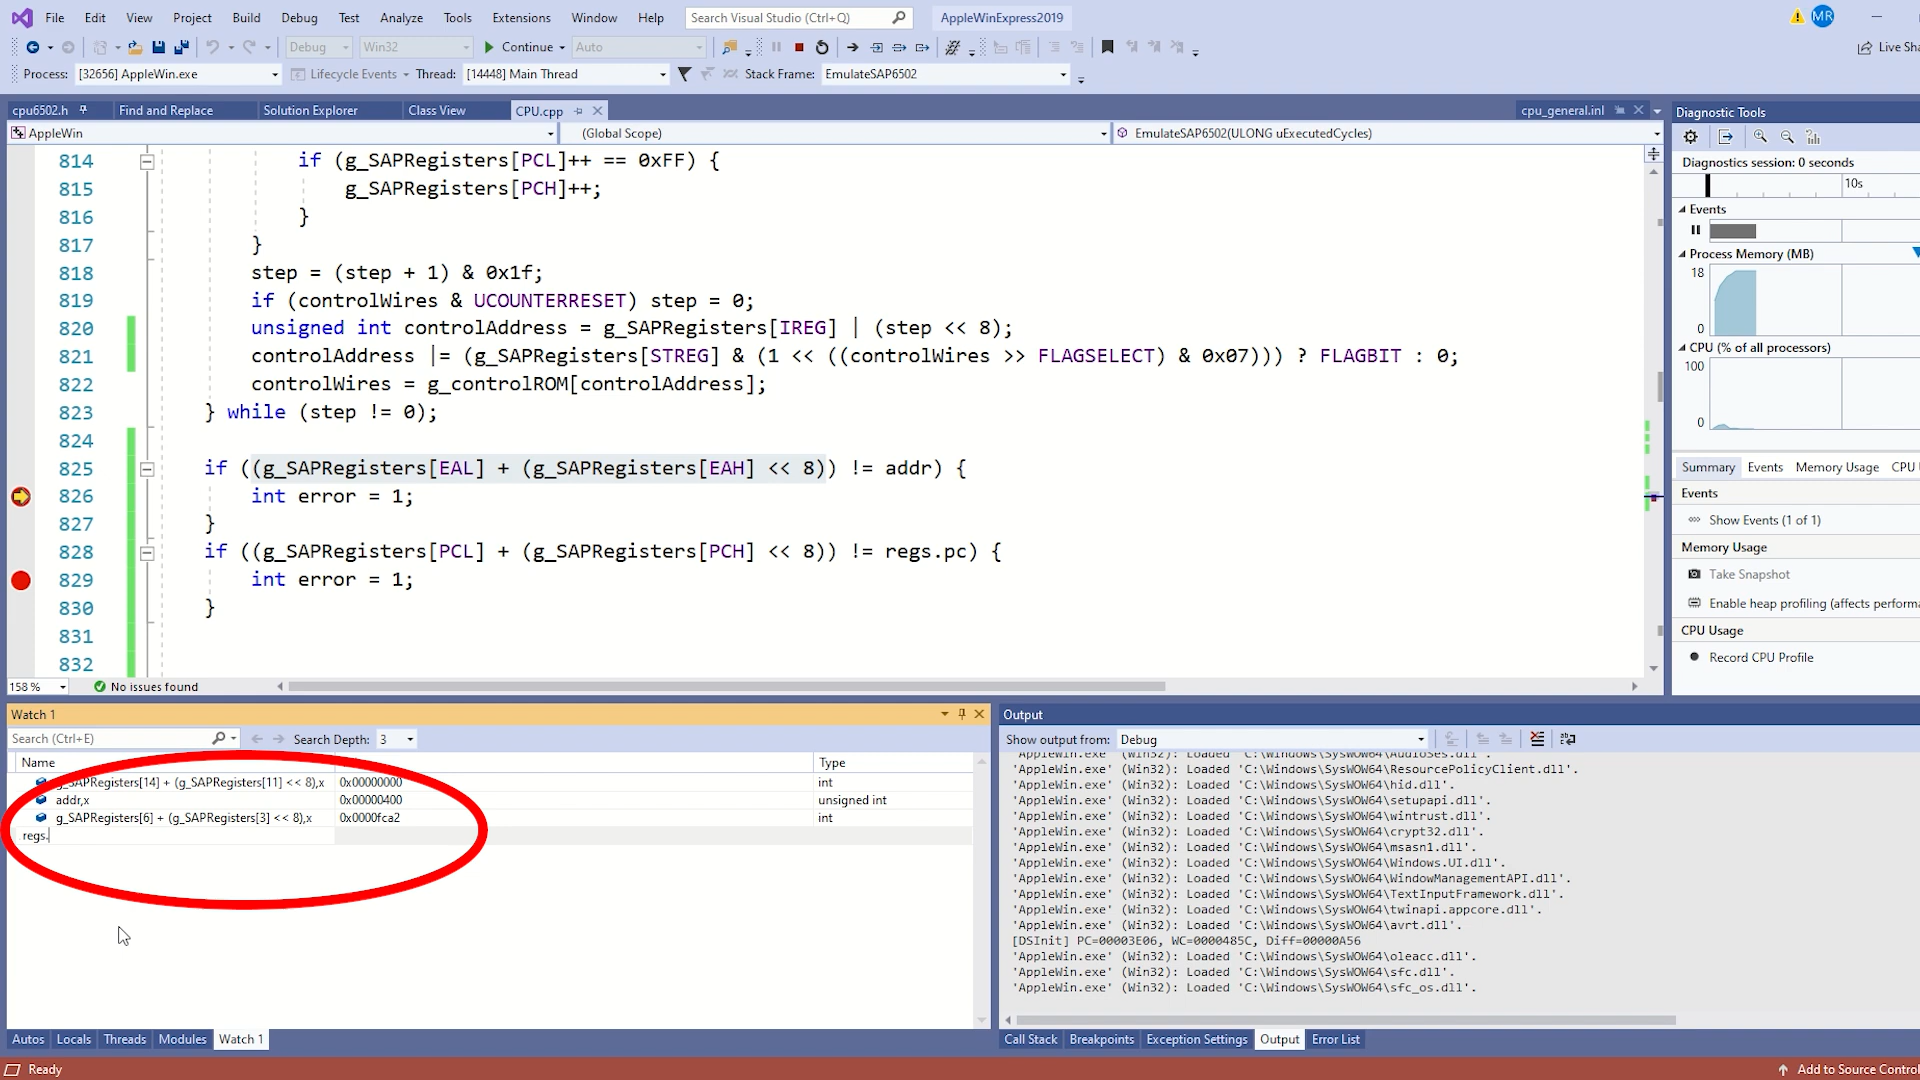 File Edit View Project Build Debug Test Analyze Tools Extensions Window Help Search Visual Studio (Ctrl+Q) AppleWinExpress2019 MR
Debug Win32 Continue Auto Live Sha
Process: [32656] AppleWin.exe Lifecycle Events Thread: [14448] Main Thread Stack Frame: EmulateSAP6502
cpu6502.h Find and Replace Solution Explorer Class View CPU.cpp cpu_general.inl
AppleWin (Global Scope) EmulateSAP6502(ULONG uExecutedCycles)
814 if (g_SAPRegisters[PCL]++ == 0xFF) {
815 g_SAPRegisters[PCH]++;
816 }
817 }
818 step = (step + 1) & 0x1f;
819 if (controlWires & UCOUNTERRESET) step = 0;
820 unsigned int controlAddress = g_SAPRegisters[IREG] | (step << 8);
821 controlAddress |= (g_SAPRegisters[STREG] & (1 << ((controlWires >> FLAGSELECT) & 0x07))) ? FLAGBIT : 0;
822 controlWires = g_controlROM[controlAddress];
823 } while (step != 0);
824
825 if ((g_SAPRegisters[EAL] + (g_SAPRegisters[EAH] << 8)) != addr) {
826 int error = 1;
827 }
828 if ((g_SAPRegisters[PCL] + (g_SAPRegisters[PCH] << 8)) != regs.pc) {
829 int error = 1;
830 }
831
832
158 % No issues found
Diagnostic Tools
Diagnostics session: 0 seconds
10s
Events
Process Memory (MB)
18
0
CPU (% of all processors)
100
0
Summary Events Memory Usage CPU U
Events
Show Events (1 of 1)
Memory Usage
Take Snapshot
Enable heap profiling (affects performa
CPU Usage
Record CPU Profile
Watch 1
Search (Ctrl+E) Search Depth: 3
Name Type
g_SAPRegisters[14] + (g_SAPRegisters[11] << 8),x 0x00000000 int
addr,x 0x00000400 unsigned int
g_SAPRegisters[6] + (g_SAPRegisters[3] << 8),x 0x0000fca2 int
regs.
Autos Locals Threads Modules Watch 1
Output
Show output from: Debug
'AppleWin.exe' (Win32): Loaded 'C:\Windows\SysWOW64\AudioSes.dll'.
'AppleWin.exe' (Win32): Loaded 'C:\Windows\SysWOW64\ResourcePolicyClient.dll'.
'AppleWin.exe' (Win32): Loaded 'C:\Windows\SysWOW64\hid.dll'.
'AppleWin.exe' (Win32): Loaded 'C:\Windows\SysWOW64\setupapi.dll'.
'AppleWin.exe' (Win32): Loaded 'C:\Windows\SysWOW64\wintrust.dll'.
'AppleWin.exe' (Win32): Loaded 'C:\Windows\SysWOW64\crypt32.dll'.
'AppleWin.exe' (Win32): Loaded 'C:\Windows\SysWOW64\msasn1.dll'.
'AppleWin.exe' (Win32): Loaded 'C:\Windows\SysWOW64\Windows.UI.dll'.
'AppleWin.exe' (Win32): Loaded 'C:\Windows\SysWOW64\WindowManagementAPI.dll'.
'AppleWin.exe' (Win32): Loaded 'C:\Windows\SysWOW64\TextInputFramework.dll'.
'AppleWin.exe' (Win32): Loaded 'C:\Windows\SysWOW64\twinapi.appcore.dll'.
'AppleWin.exe' (Win32): Loaded 'C:\Windows\SysWOW64\avrt.dll'.
[DSInit] PC=00003E06, WC=0000485C, Diff=00000A56
'AppleWin.exe' (Win32): Loaded 'C:\Windows\SysWOW64\oleacc.dll'.
'AppleWin.exe' (Win32): Loaded 'C:\Windows\SysWOW64\sfc.dll'.
'AppleWin.exe' (Win32): Loaded 'C:\Windows\SysWOW64\sfc_os.dll'.
Call Stack Breakpoints Exception Settings Output Error List
Ready Add to Source Control